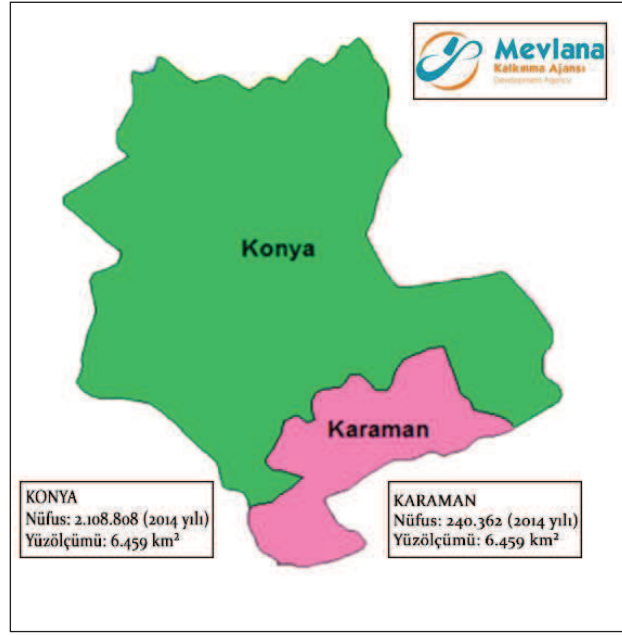 Mevlana
Kalkınma Ajansı
Development Agency
Konya
Karaman
KONYA
Nüfus: 2.108.808 (2014 yılı)
Yüzölçümü: 6.459 km²
KARAMAN
Nüfus: 240.362 (2014 yılı)
Yüzölçümü: 6.459 km²